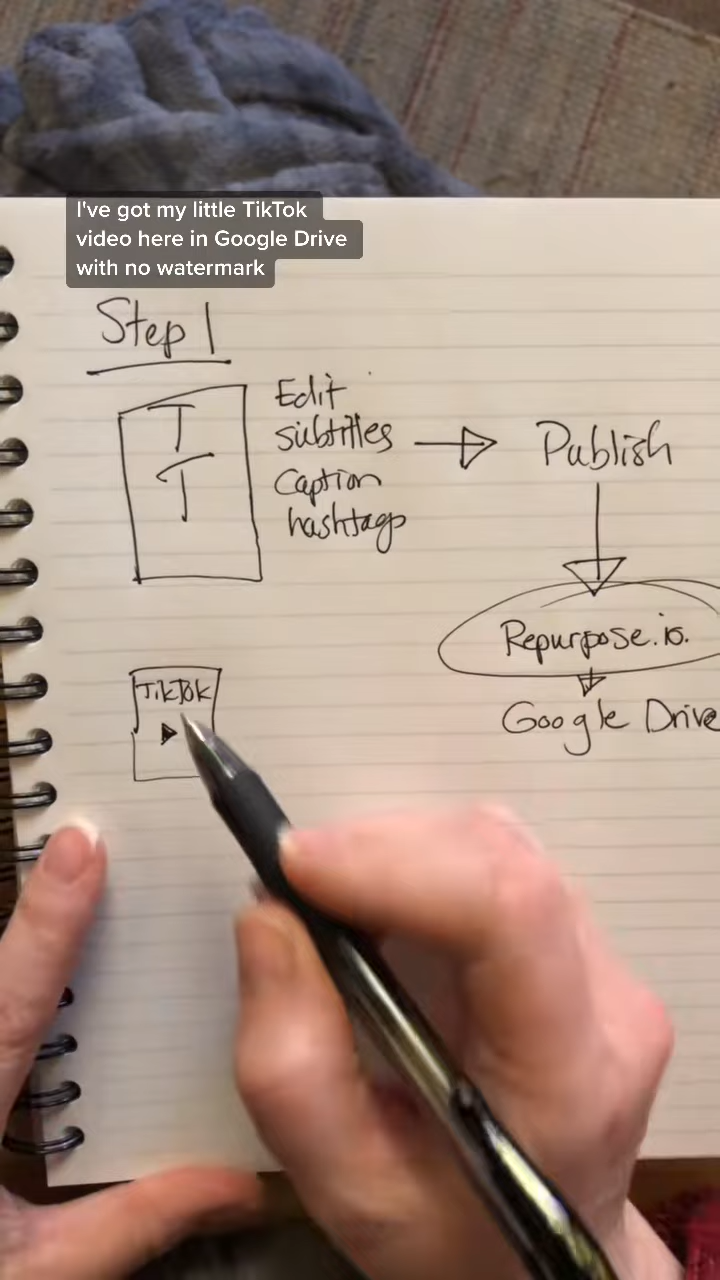 I've got my little TikTok
video here in Google Drive
with no watermark
Step 1
T
T
Edit
subtitles
Caption
hashtags
Publish
Repurpose.io.
Google Drive
TikTok